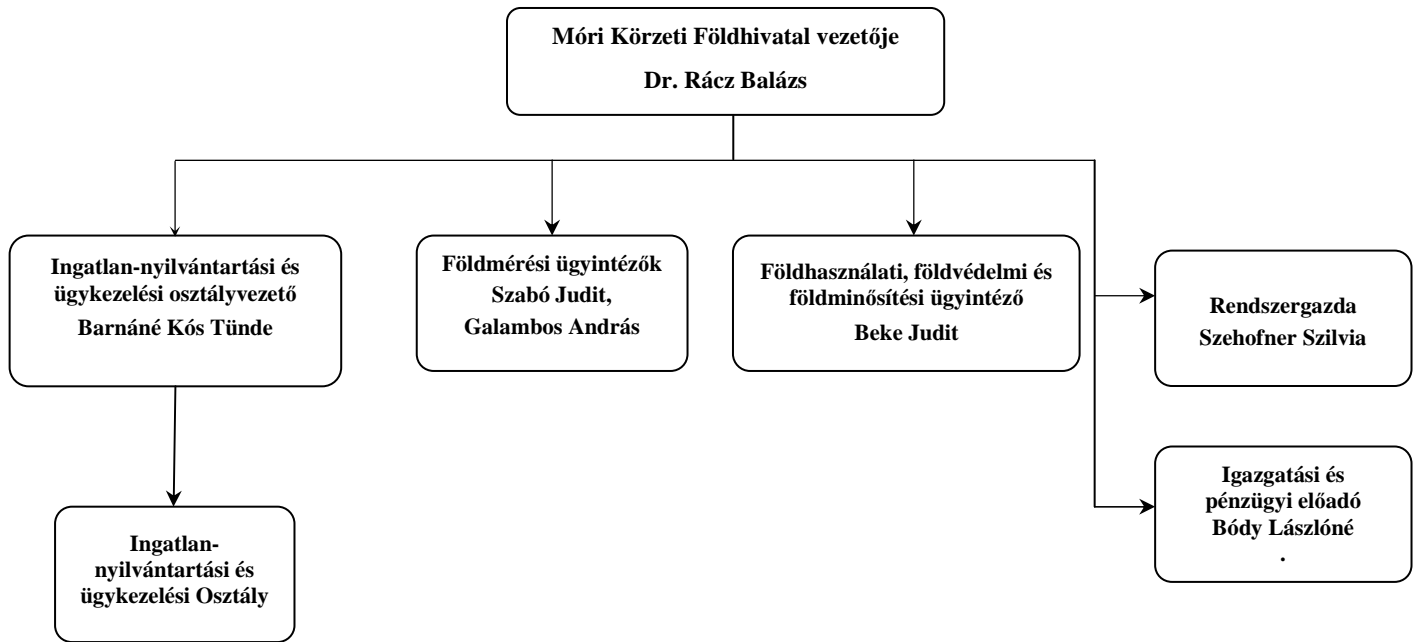 Móri Körzeti Földhivatal vezetője
Dr. Rácz Balázs
Ingatlan-nyilvántartási és
ügykezelési osztályvezető
Barnáné Kós Tünde
Földmérési ügyintézők
Szabó Judit,
Galambos András
Földhasználati, földvédelmi és
földminősítési ügyintéző
Beke Judit
Rendszergazda
Szehofner Szilvia
Igazgatási és
pénzügyi előadó
Bódy Lászlóné
.
Ingatlan-
nyilvántartási és
ügykezelési Osztály